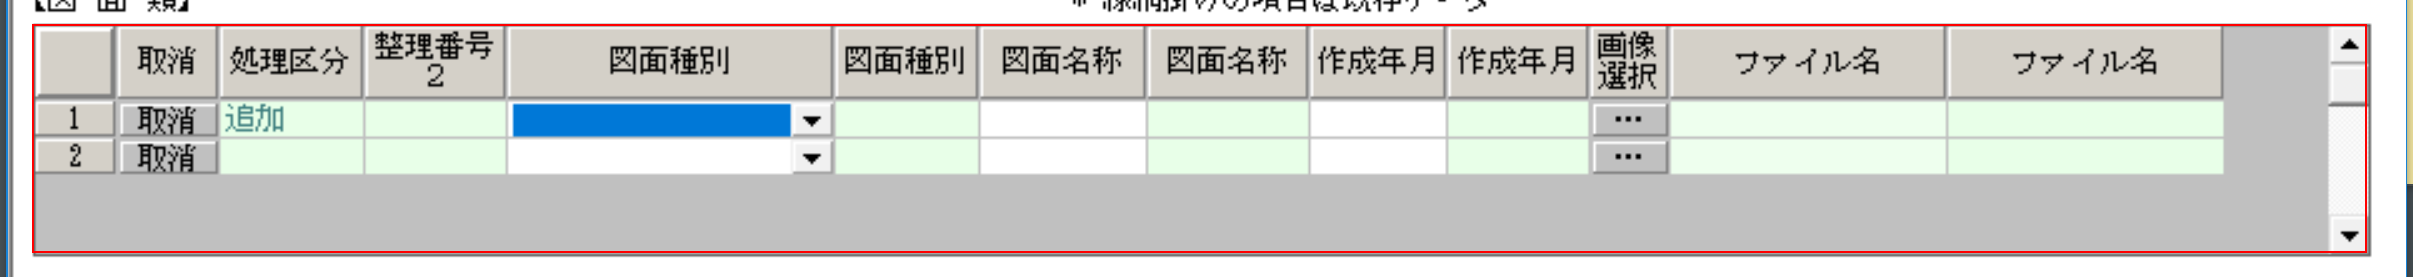 【図 面 類】
取消 処理区分 整理番号2 図面種別 図面種別 図面名称 図面名称 作成年月 作成年月 画像選択 ファイル名 ファイル名
1 取消 追加 ...
2 取消 ...